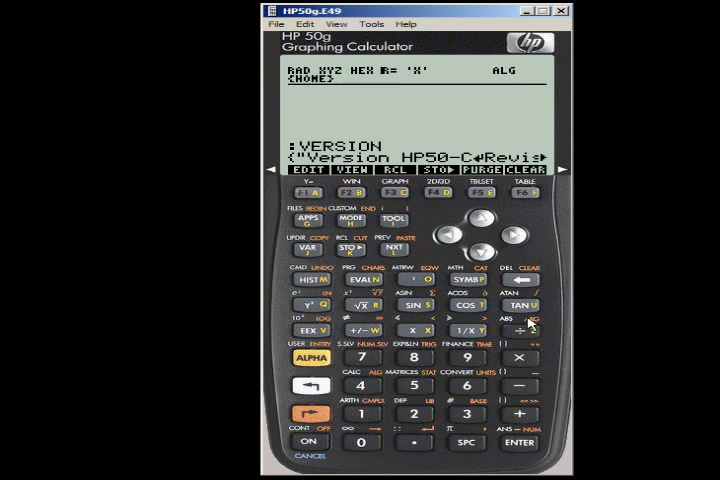 HP50g.E49
File Edit View Tools Help
HP 50g
Graphing Calculator
hp
RAD XYZ HEX R= 'X' ALG
{HOME}
:VERSION
{"Version HP50-C↵Revis▶
EDIT VIEW RCL STO▶ PURGE CLEAR
Y= WIN GRAPH 2D/3D TBLSET TABLE
F1 A F2 B F3 C F4 D F5 E F6 F
FILES BEGIN CUSTOM END i I
APPS G MODE H TOOL I
UPDIR COPY RCL CUT PREV PASTE
VAR J STO▶ K NXT L
CMD UNDO PRG CHARS MTRW EQW MTH CAT DEL CLEAR
HIST M EVAL N ' O SYMB P
eˣ LN x² ASIN Σ ACOS ∂ ATAN ∫
Yˣ Q √X R SIN S COS T TAN U
10ˣ LOG ≠ = < > ABS
EEX V +/- W X X 1/X Y ÷ Z
USER ENTRY S.SLV NUM.SLV EXP&LN TRIG FINANCE TIME [ ] " "
ALPHA 7 8 9 ×
CALC ALG MATRICES STAT CONVERT UNITS ( ) _
4 5 6 −
ARITH CMPLX DEF LIB # BASE { } « »
1 2 3 +
CONT OFF ∞ → :: ↵ π , ANS →NUM
ON 0 . SPC ENTER
CANCEL